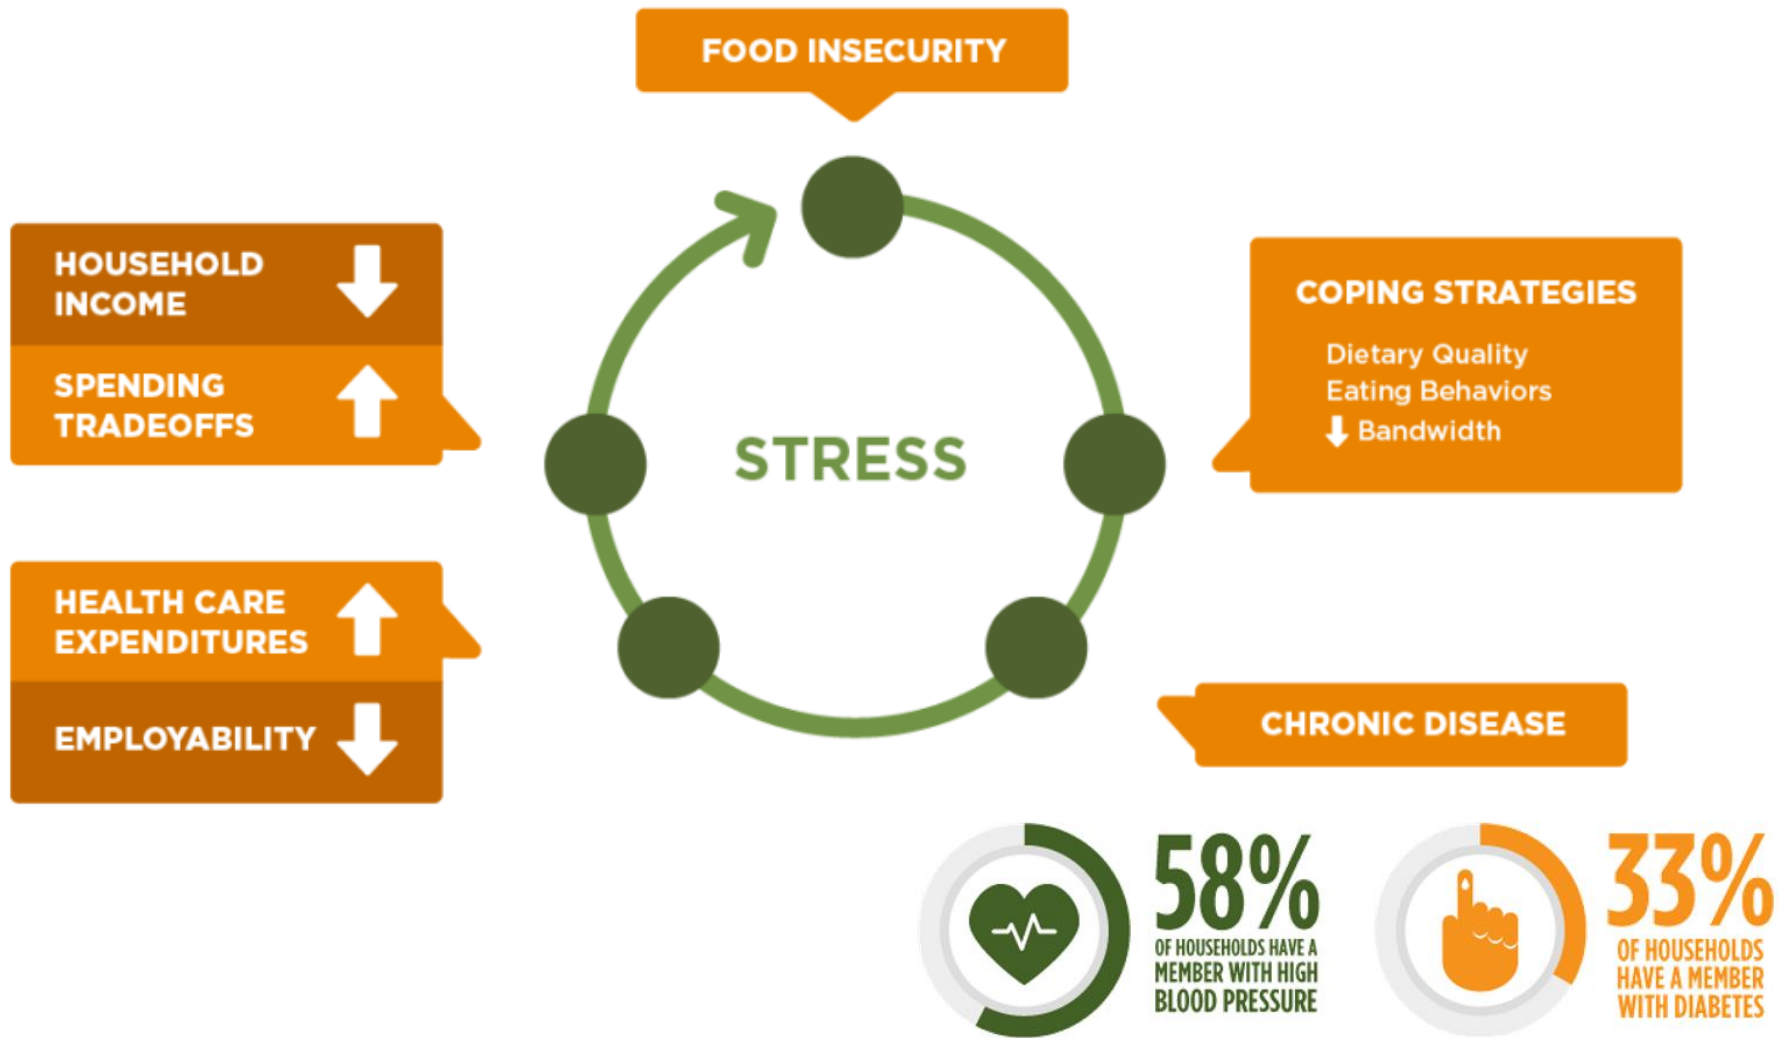 FOOD INSECURITY
HOUSEHOLD
INCOME
SPENDING
TRADEOFFS
STRESS
COPING STRATEGIES
Dietary Quality
Eating Behaviors
Bandwidth
HEALTH CARE
EXPENDITURES
EMPLOYABILITY
CHRONIC DISEASE
58%
OF HOUSEHOLDS HAVE A
MEMBER WITH HIGH
BLOOD PRESSURE
33%
OF HOUSEHOLDS
HAVE A MEMBER
WITH DIABETES